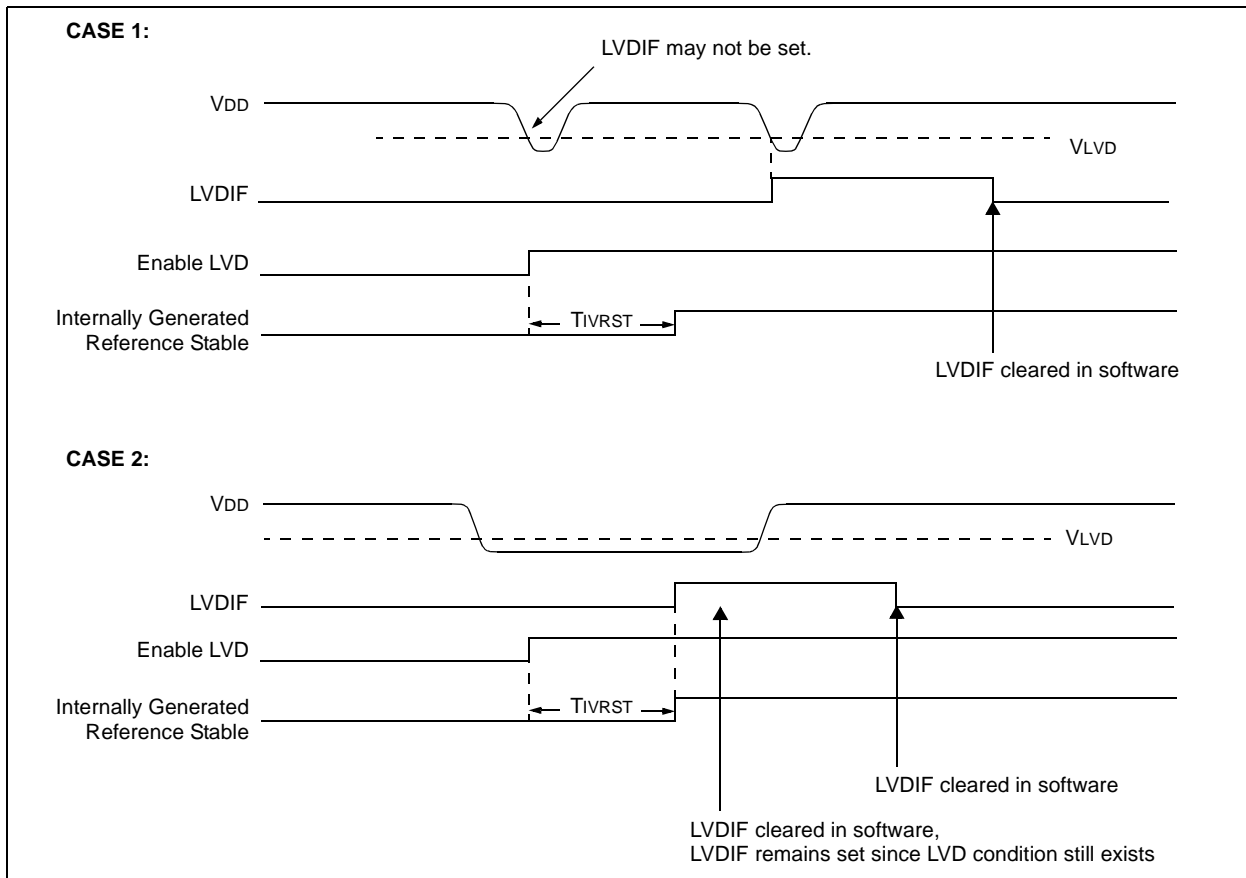 CASE 1:
LVDIF may not be set.
VDD
VLVD
LVDIF
Enable LVD
TIVRST
Internally Generated
Reference Stable
LVDIF cleared in software
CASE 2:
VDD
VLVD
LVDIF
Enable LVD
TIVRST
Internally Generated
Reference Stable
LVDIF cleared in software
LVDIF cleared in software,
LVDIF remains set since LVD condition still exists